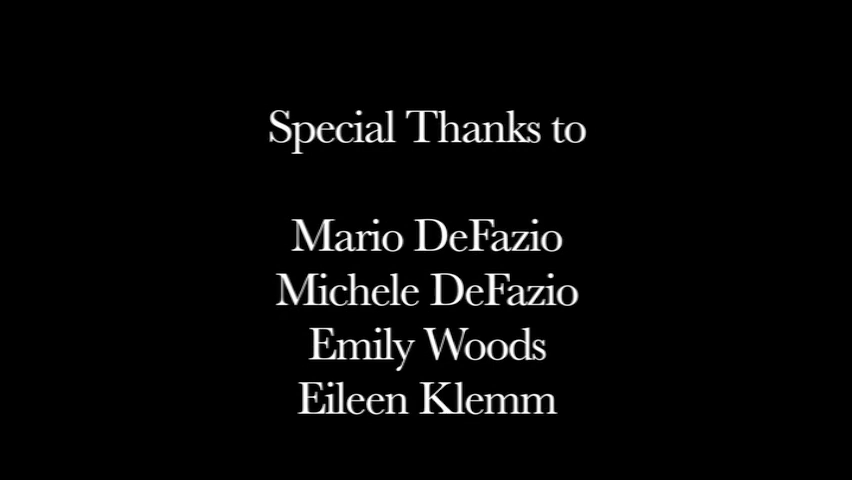 Special Thanks to
Mario DeFazio
Michele DeFazio
Emily Woods
Eileen Klemm